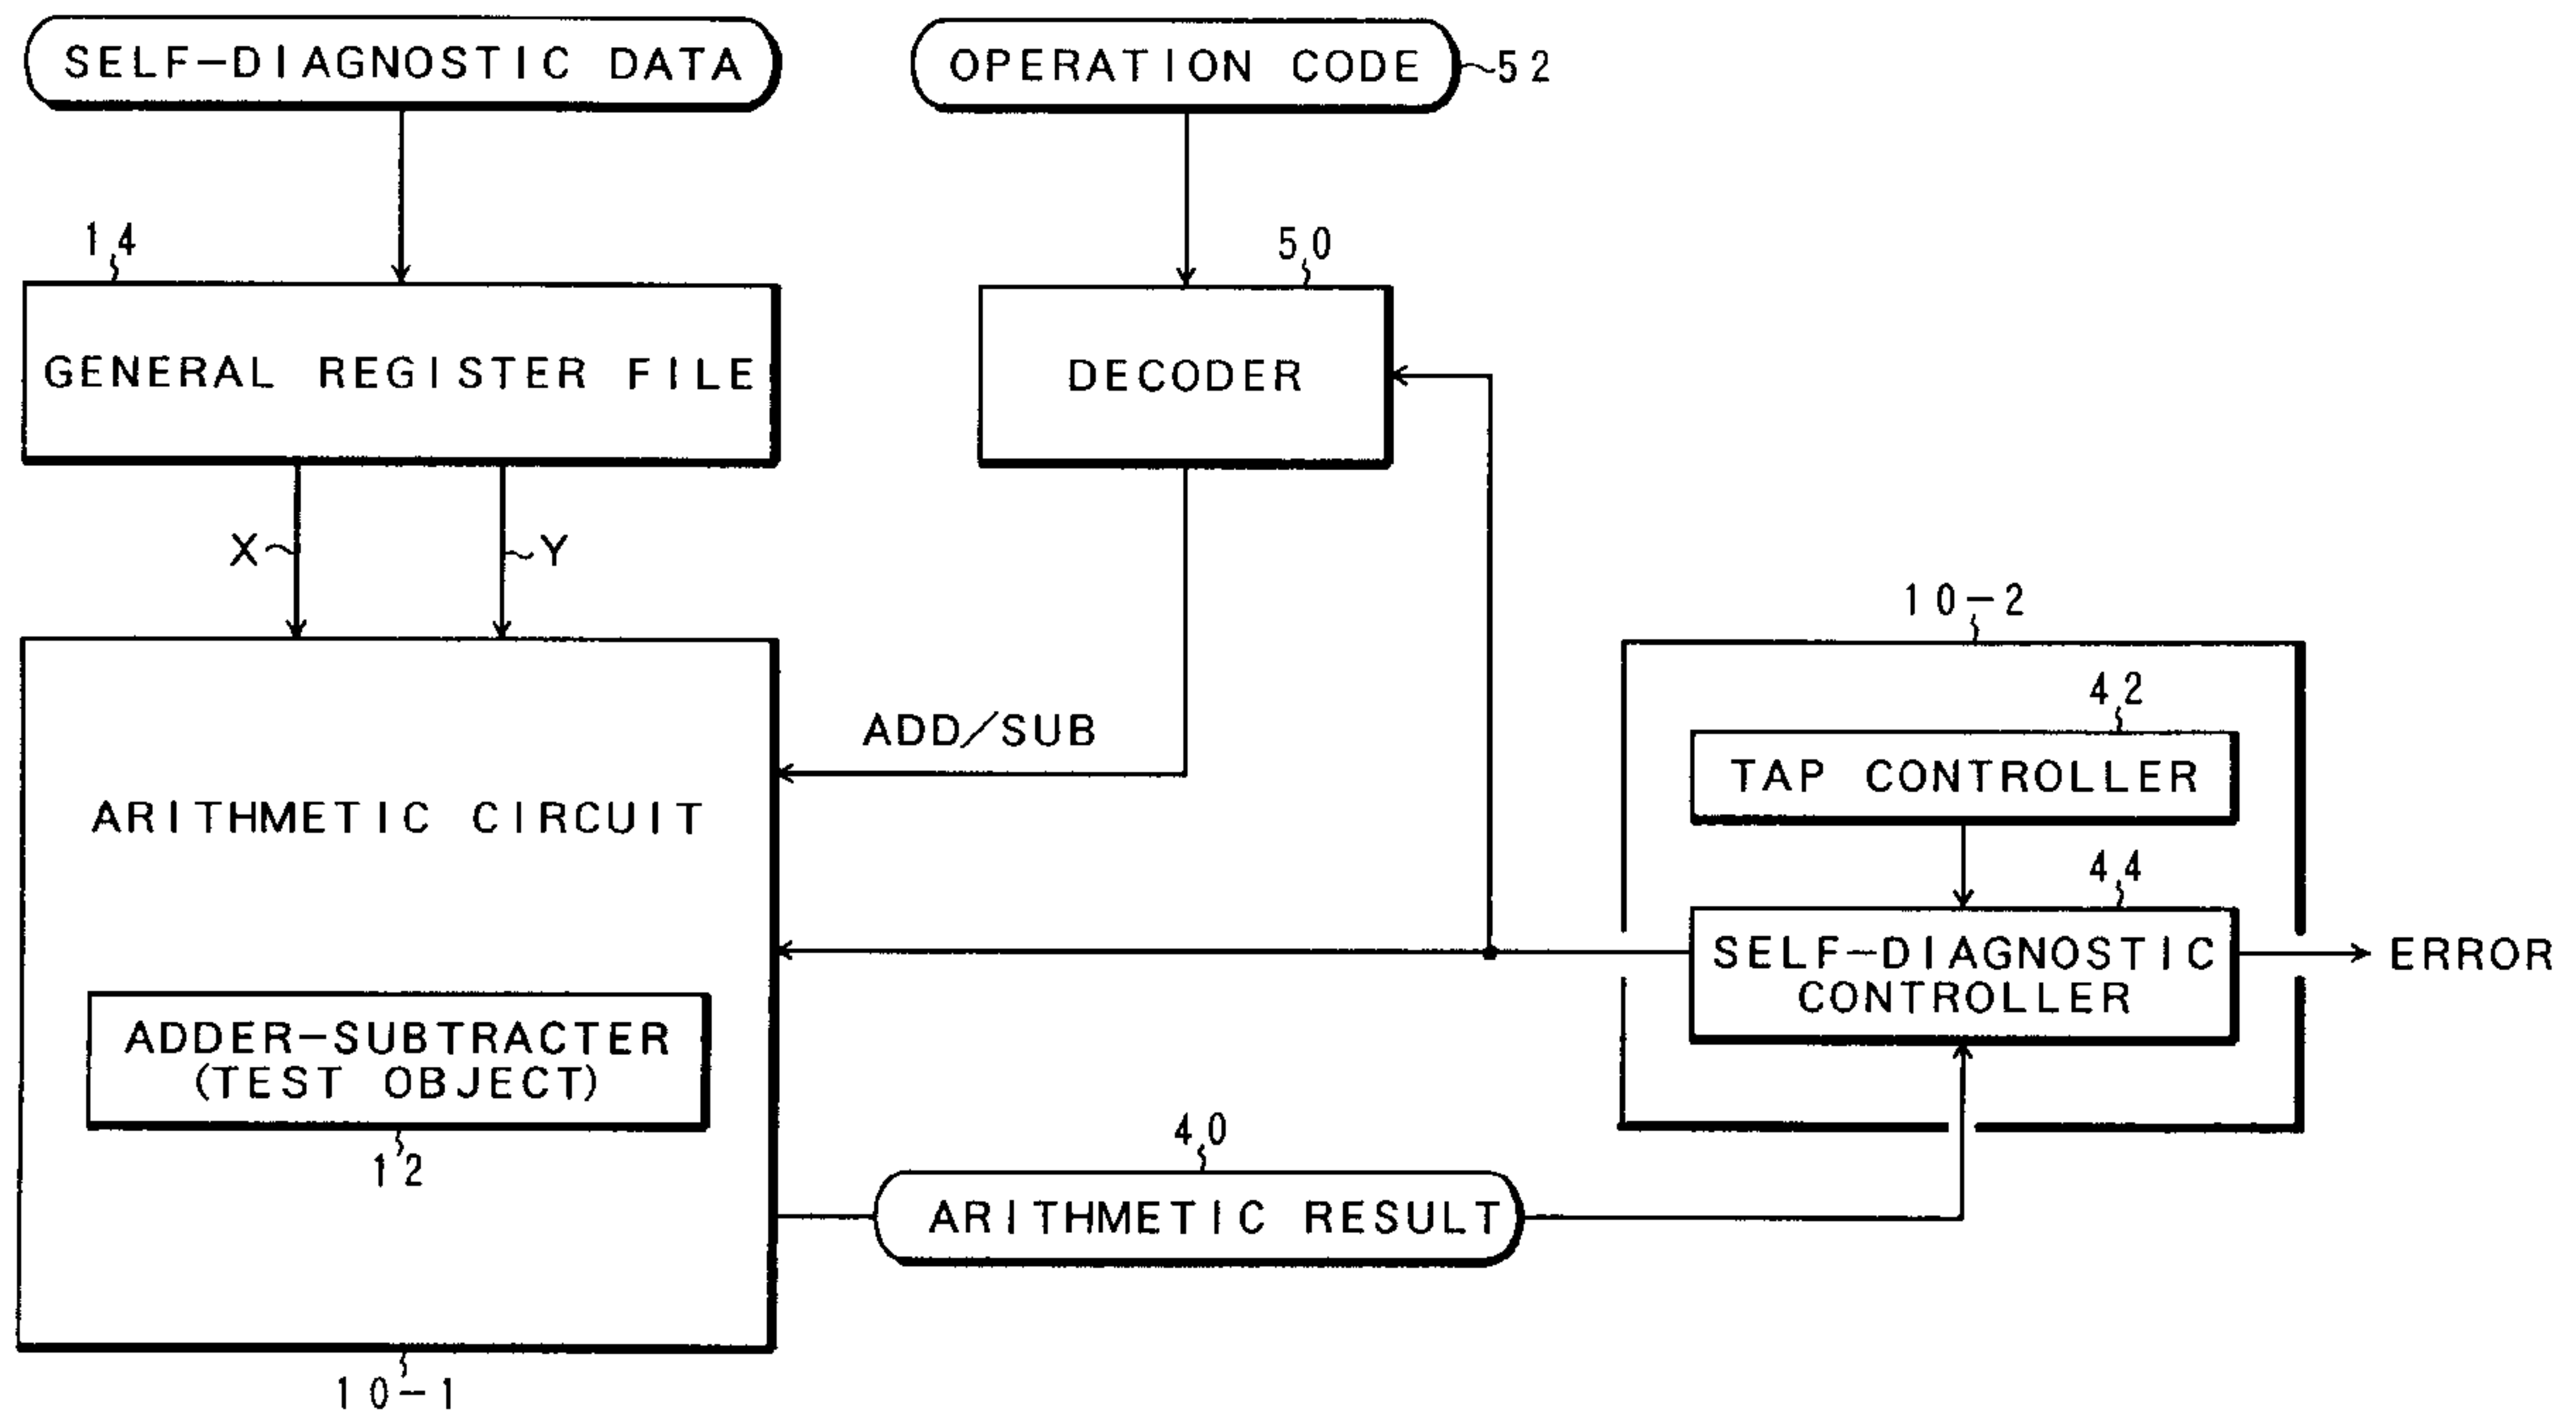 SELF-DIAGNOSTIC DATA
OPERATION CODE
52
14
50
GENERAL REGISTER FILE
DECODER
X
Y
10-2
42
ADD/SUB
TAP CONTROLLER
ARITHMETIC CIRCUIT
44
SELF-DIAGNOSTIC
CONTROLLER
ERROR
ADDER-SUBTRACTER
(TEST OBJECT)
12
40
ARITHMETIC RESULT
10-1